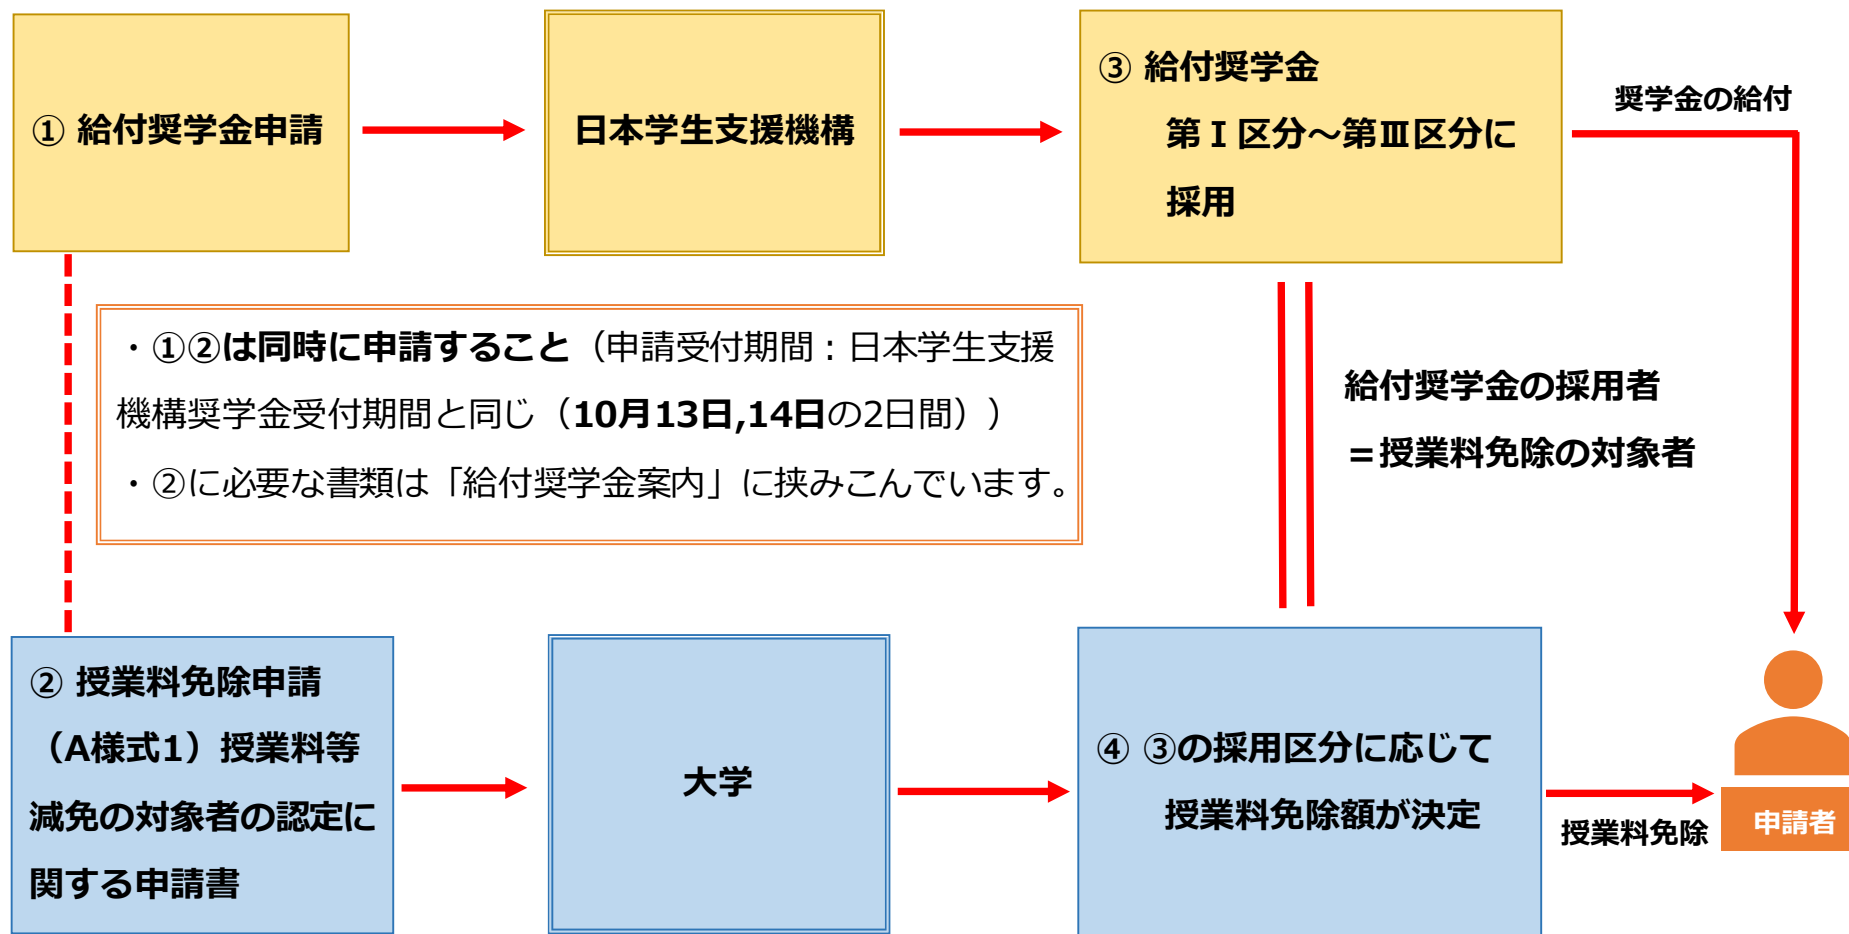 ① 給付奨学金申請
日本学生支援機構
③ 給付奨学金
第Ⅰ区分～第Ⅲ区分に
採用
奨学金の給付
・①②は同時に申請すること（申請受付期間：日本学生支援
機構奨学金受付期間と同じ（10月13日,14日の2日間））
・②に必要な書類は「給付奨学金案内」に挟みこんでいます。
給付奨学金の採用者
＝授業料免除の対象者
② 授業料免除申請
（A様式1）授業料等
減免の対象者の認定に
関する申請書
大学
④ ③の採用区分に応じて
授業料免除額が決定
授業料免除
申請者